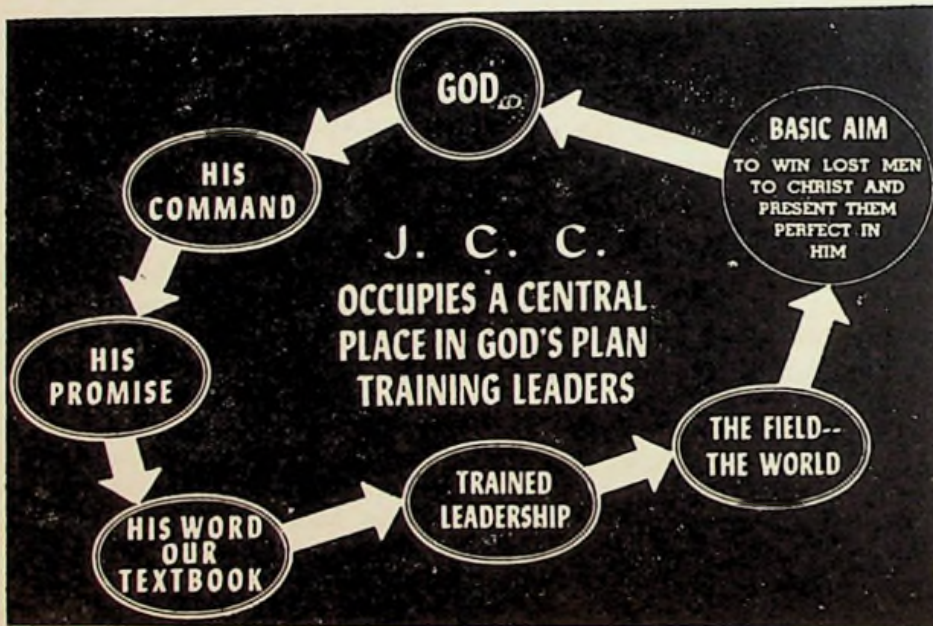 GOD
HIS
COMMAND
HIS
PROMISE
HIS WORD
OUR
TEXTBOOK
TRAINED
LEADERSHIP
THE FIELD--
THE WORLD
BASIC AIM
TO WIN LOST MEN
TO CHRIST AND
PRESENT THEM
PERFECT IN
HIM
J. C. C.
OCCUPIES A CENTRAL
PLACE IN GOD'S PLAN
TRAINING LEADERS